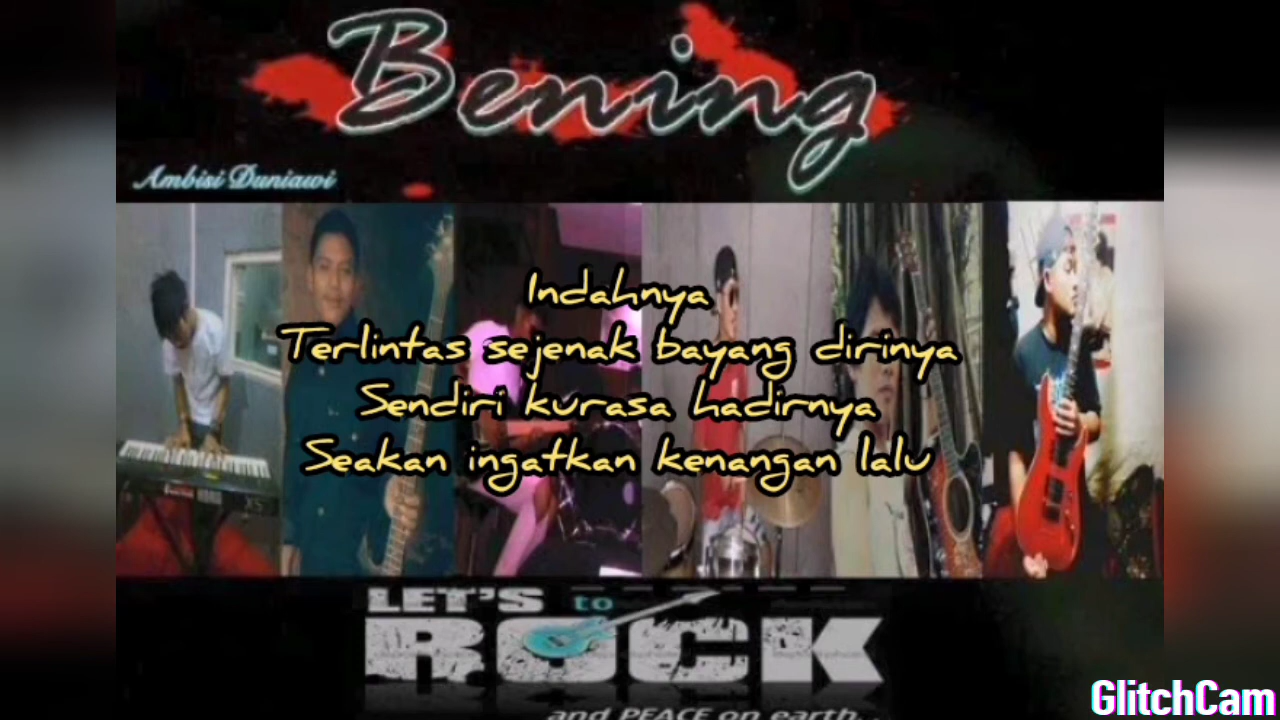 Bening
Ambisi Duniawi
Indahnya
Terlintas sejenak bayang dirinya
Sendiri kurasa hadirnya
Seakan ingatkan kenangan lalu
LET'S to
ROCK
and PEACE on earth..
GlitchCam